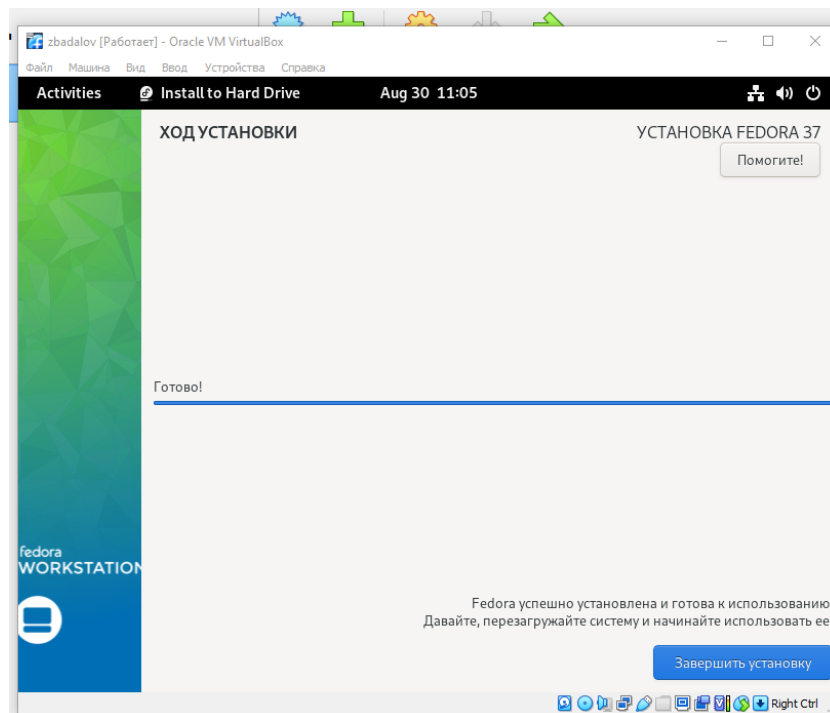 zbadalov [Работает] - Oracle VM VirtualBox
Файл Машина Вид Ввод Устройства Справка
Activities Install to Hard Drive Aug 30 11:05
ХОД УСТАНОВКИ
УСТАНОВКА FEDORA 37
Помогите!
Готово!
fedora
WORKSTATION
Fedora успешно установлена и готова к использованию
Давайте, перезагружайте систему и начинайте использовать ее
Завершить установку
Right Ctrl